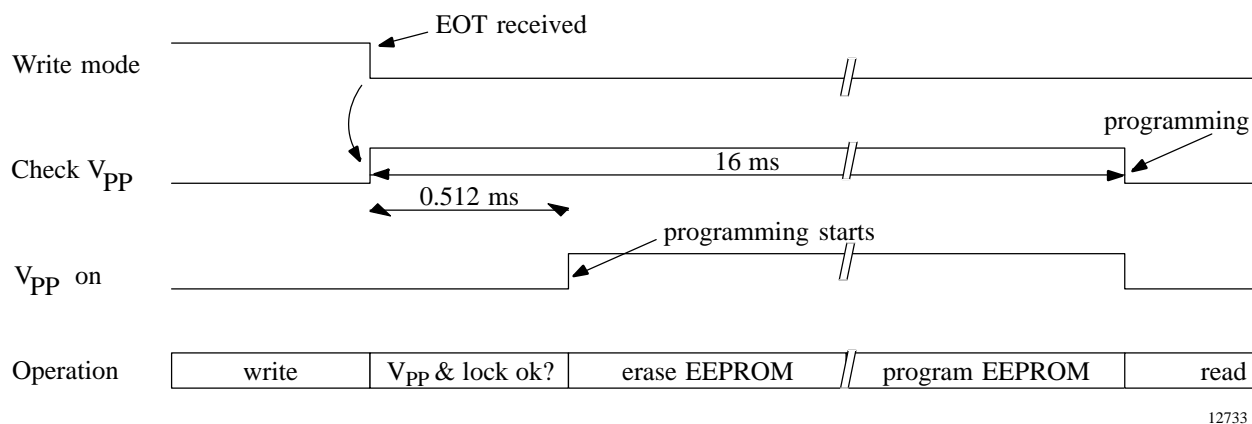 EOT received
Write mode
programming
Check VPP
16 ms
0.512 ms
programming starts
VPP on
Operation write VPP & lock ok? erase EEPROM program EEPROM read
12733